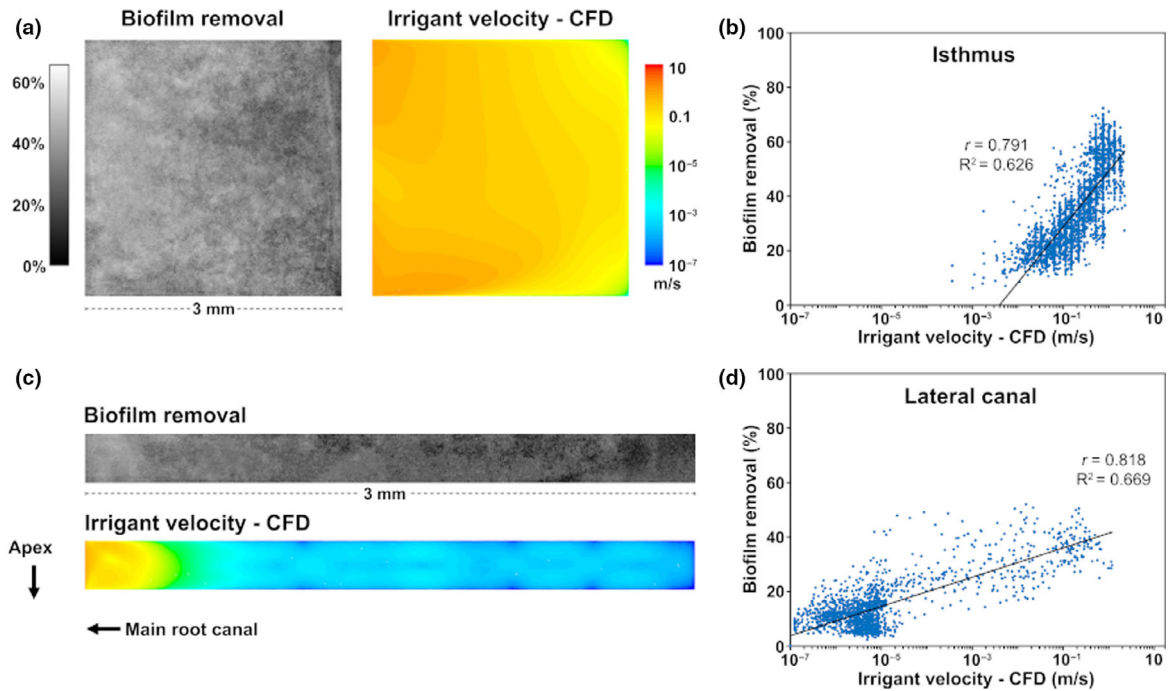 (a)
Biofilm removal
60%
40%
20%
0%
3 mm
Irrigant velocity - CFD
10
0.1
10⁻⁵
10⁻³
10⁻⁷
m/s
(b)
Isthmus
r = 0.791
R² = 0.626
Biofilm removal (%)
100
80
60
40
20
0
10⁻⁷ 10⁻⁵ 10⁻³ 10⁻¹ 10
Irrigant velocity - CFD (m/s)
(c)
Biofilm removal
3 mm
Irrigant velocity - CFD
Apex
Main root canal
(d)
Lateral canal
r = 0.818
R² = 0.669
Biofilm removal (%)
100
80
60
40
20
0
10⁻⁷ 10⁻⁵ 10⁻³ 10⁻¹ 10
Irrigant velocity - CFD (m/s)